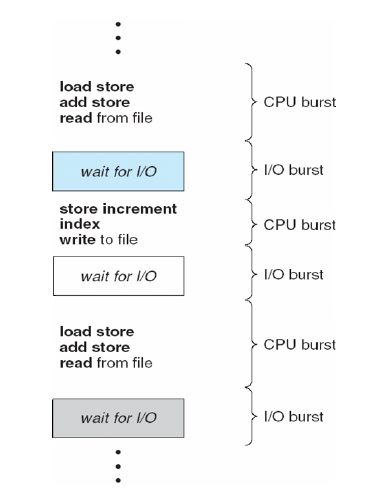 load store
add store
read from file
CPU burst
wait for I/O
I/O burst
store increment
index
write to file
CPU burst
wait for I/O
I/O burst
load store
add store
read from file
CPU burst
wait for I/O
I/O burst